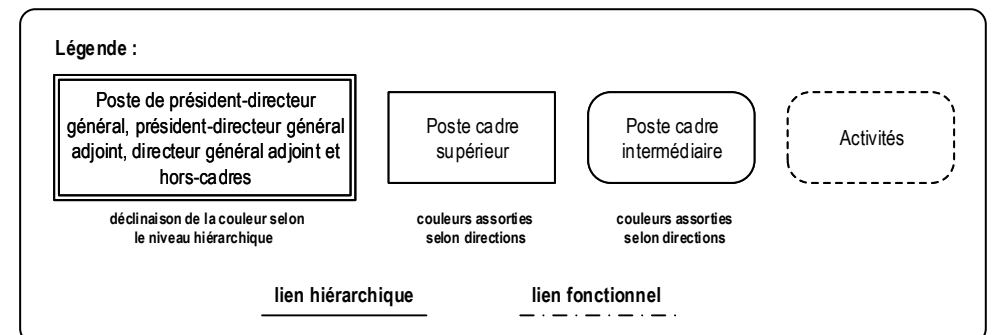 Légende :
Poste de président-directeur
général, président-directeur général
adjoint, directeur général adjoint et
hors-cadres
Poste cadre
supérieur
Poste cadre
intermédiaire
Activités
déclinaison de la couleur selon
le niveau hiérarchique
couleurs assorties
selon directions
couleurs assorties
selon directions
lien hiérarchique
lien fonctionnel